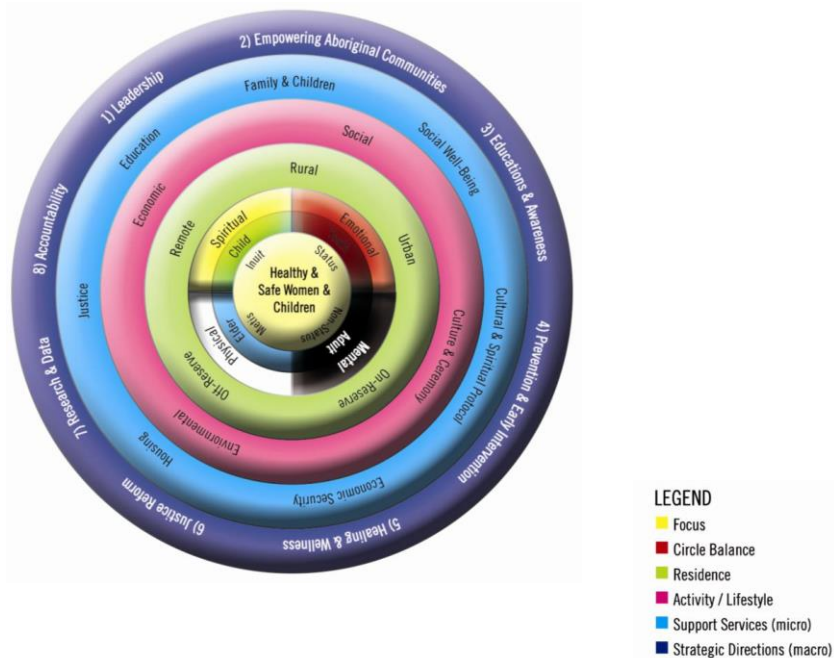 1) Leadership
2) Empowering Aboriginal Communities
3) Educations & Awareness
4) Prevention & Early Intervention
5) Healing & Wellness
6) Justice Reform
7) Research & Data
8) Accountability
Family & Children
Social Well-Being
Cultural & Spiritual Protocol
Economic Security
Housing
Justice
Education
Social
Culture & Ceremony
Enviornmental
Economic
Rural
Urban
On-Reserve
Off-Reserve
Remote
Spiritual
Emotional
Mental
Physical
Child
Adult
Elder
Inuit
Status
Non-Status
Metis
Healthy &
Safe Women &
Children
LEGEND
Focus
Circle Balance
Residence
Activity / Lifestyle
Support Services (micro)
Strategic Directions (macro)